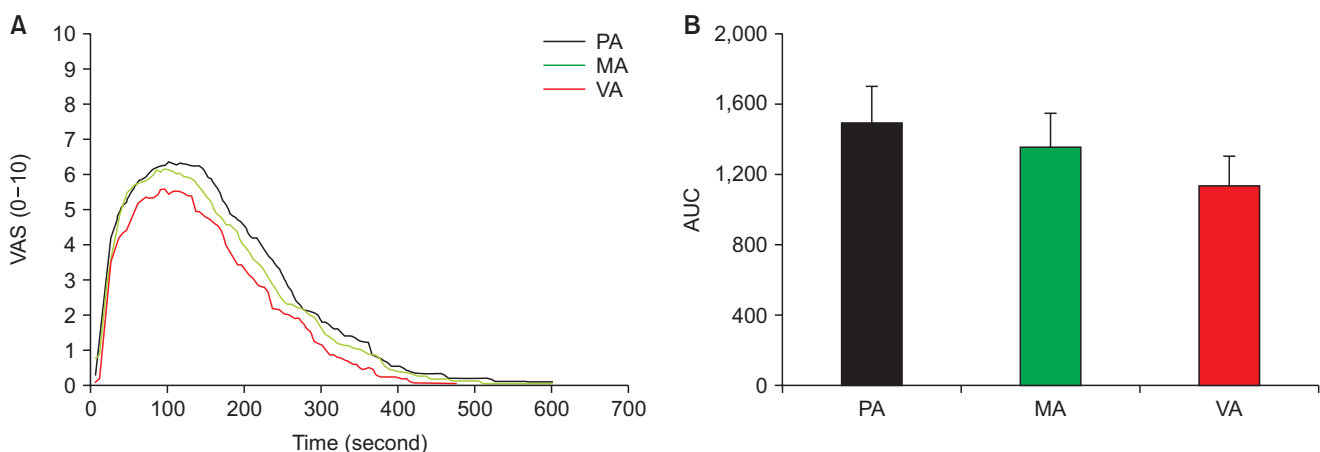 A
10
9
8
7
6
5
4
3
2
1
0
VAS (0–10)
PA
MA
VA
0 100 200 300 400 500 600 700
Time (second)
B
2,000
1,600
1,200
800
400
0
AUC
PA MA VA